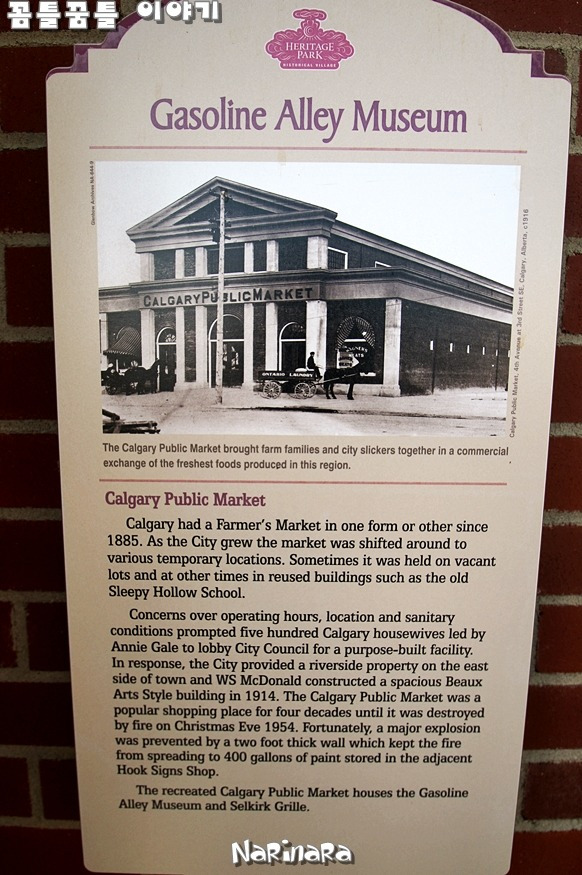 꼼틀꿈틀 이야기
HERITAGE
PARK
HISTORICAL VILLAGE
Gasoline Alley Museum
CALGARY PUBLIC MARKET
ONTARIO LAUNDRY
Calgary Public Market, 4th Avenue at 3rd Street SE, Calgary, Alberta, c1916
The Calgary Public Market brought farm families and city slickers together in a commercial
exchange of the freshest foods produced in this region.
Calgary Public Market
Calgary had a Farmer's Market in one form or other since
1885. As the City grew the market was shifted around to
various temporary locations. Sometimes it was held on vacant
lots and at other times in reused buildings such as the old
Sleepy Hollow School.
Concerns over operating hours, location and sanitary
conditions prompted five hundred Calgary housewives led by
Annie Gale to lobby City Council for a purpose-built facility.
In response, the City provided a riverside property on the east
side of town and WS McDonald constructed a spacious Beaux
Arts Style building in 1914. The Calgary Public Market was a
popular shopping place for four decades until it was destroyed
by fire on Christmas Eve 1954. Fortunately, a major explosion
was prevented by a two foot thick wall which kept the fire
from spreading to 400 gallons of paint stored in the adjacent
Hook Signs Shop.
The recreated Calgary Public Market houses the Gasoline
Alley Museum and Selkirk Grille.
NaRiNaRa